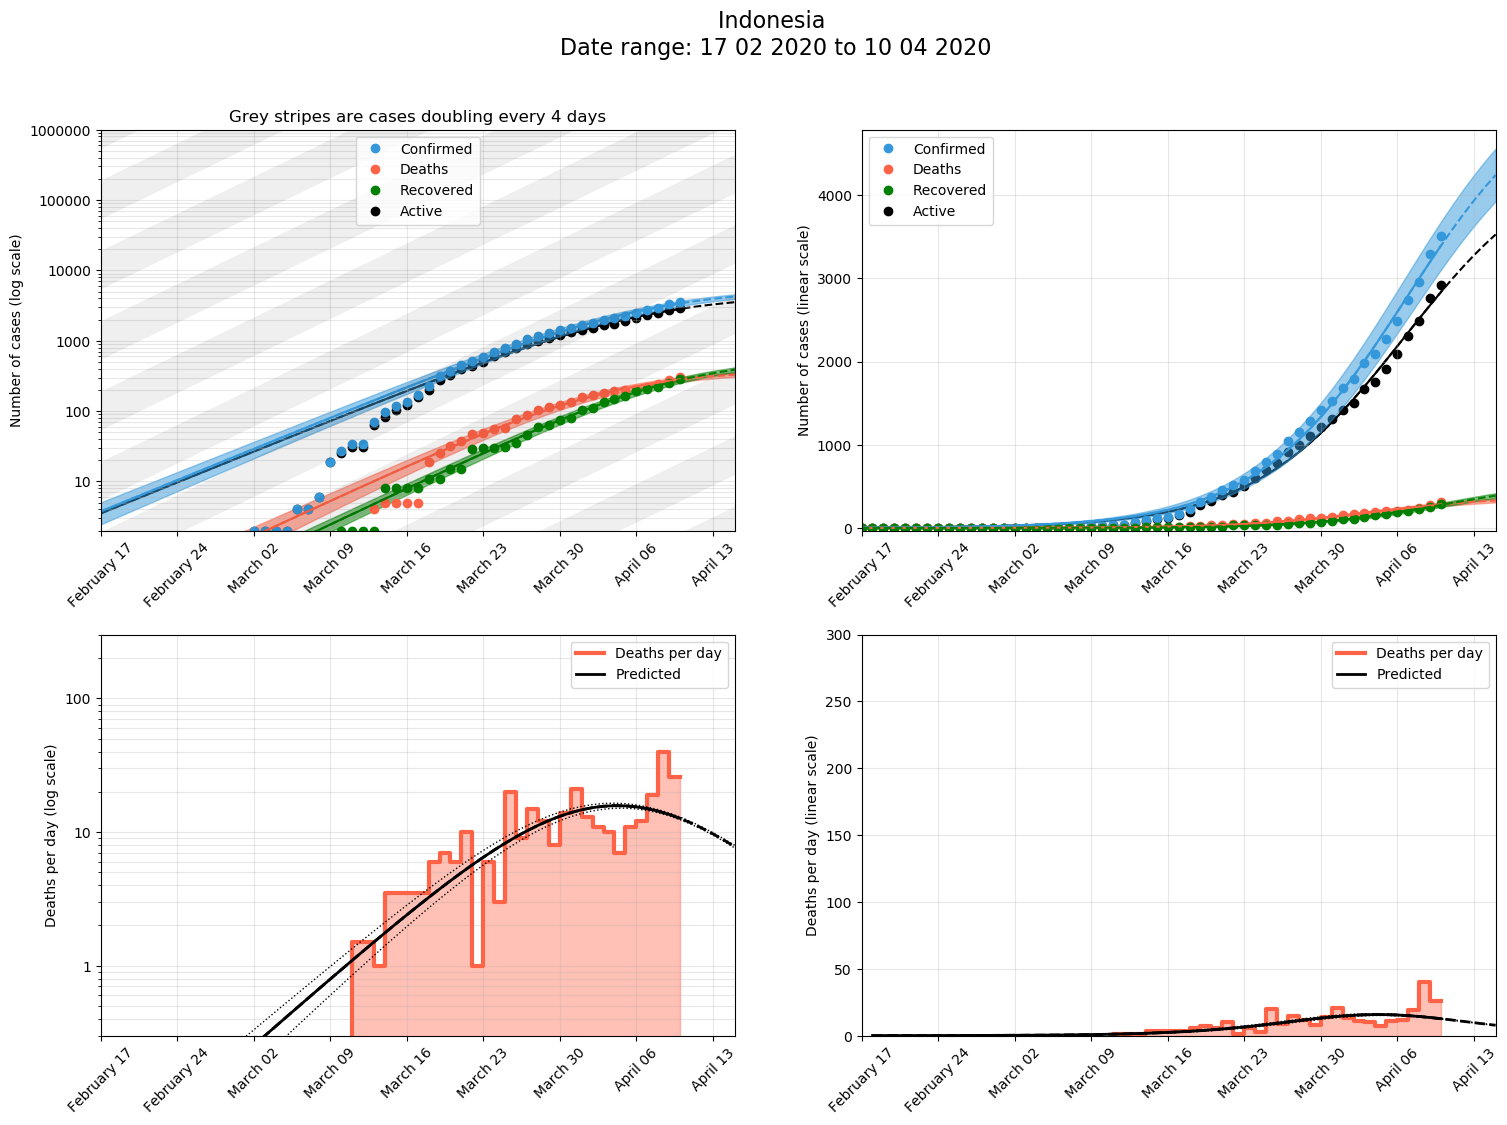 Indonesia
Date range: 17 02 2020 to 10 04 2020
Grey stripes are cases doubling every 4 days
Number of cases (log scale)
1000000
100000
10000
1000
100
10
Confirmed
Deaths
Recovered
Active
February 17
February 24
March 02
March 09
March 16
March 23
March 30
April 06
April 13
Number of cases (linear scale)
4000
3000
2000
1000
0
Confirmed
Deaths
Recovered
Active
February 17
February 24
March 02
March 09
March 16
March 23
March 30
April 06
April 13
Deaths per day (log scale)
100
10
1
Deaths per day
Predicted
February 17
February 24
March 02
March 09
March 16
March 23
March 30
April 06
April 13
Deaths per day (linear scale)
300
250
200
150
100
50
0
Deaths per day
Predicted
February 17
February 24
March 02
March 09
March 16
March 23
March 30
April 06
April 13